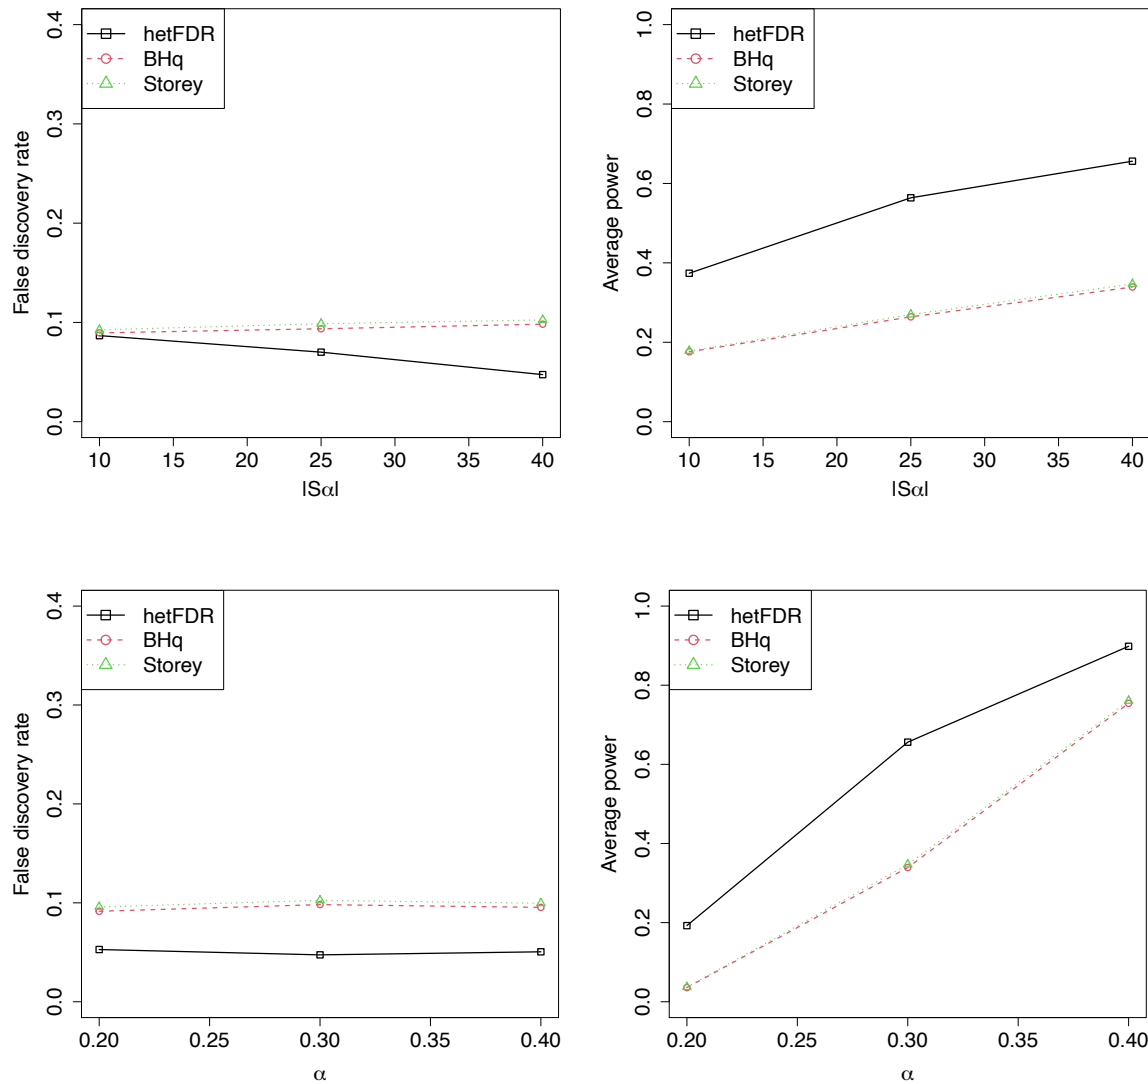 hetFDR
BHq
Storey
False discovery rate
0.0 0.1 0.2 0.3 0.4
10 15 20 25 30 35 40
|Sα|
hetFDR
BHq
Storey
Average power
0.0 0.2 0.4 0.6 0.8 1.0
10 15 20 25 30 35 40
|Sα|
hetFDR
BHq
Storey
False discovery rate
0.0 0.1 0.2 0.3 0.4
0.20 0.25 0.30 0.35 0.40
α
hetFDR
BHq
Storey
Average power
0.0 0.2 0.4 0.6 0.8 1.0
0.20 0.25 0.30 0.35 0.40
α